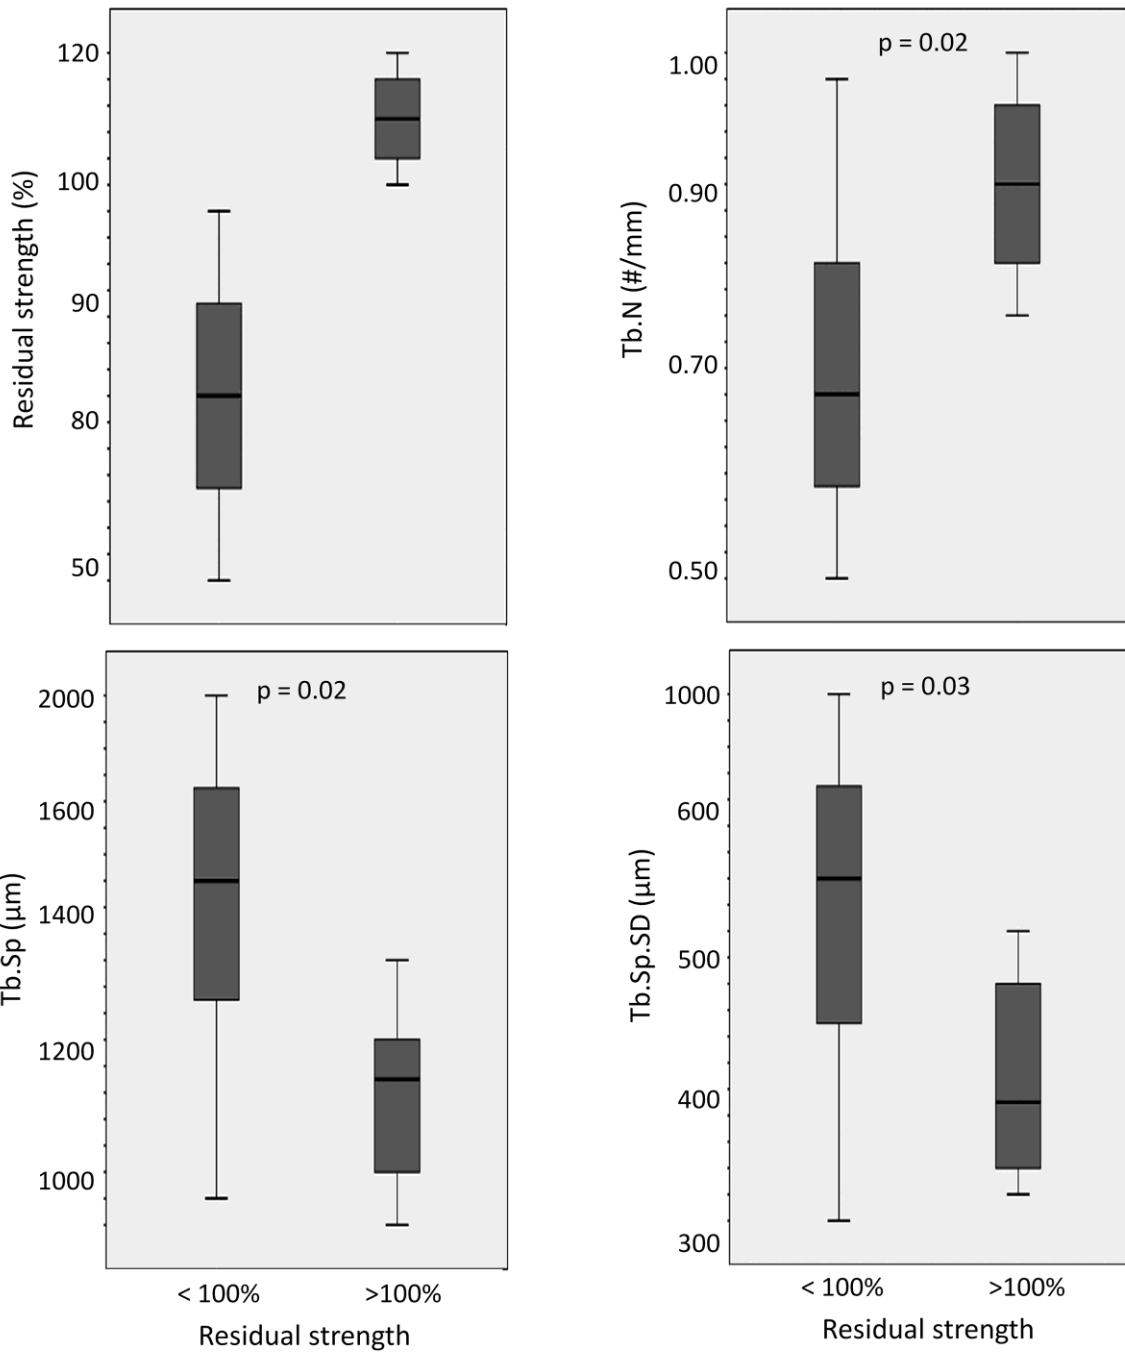 Residual strength (%)
120
100
90
80
50
p = 0.02
Tb.N (#/mm)
1.00
0.90
0.70
0.50
p = 0.02
Tb.Sp (µm)
2000
1600
1400
1200
1000
< 100%
>100%
Residual strength
p = 0.03
Tb.Sp.SD (µm)
1000
600
500
400
300
< 100%
>100%
Residual strength